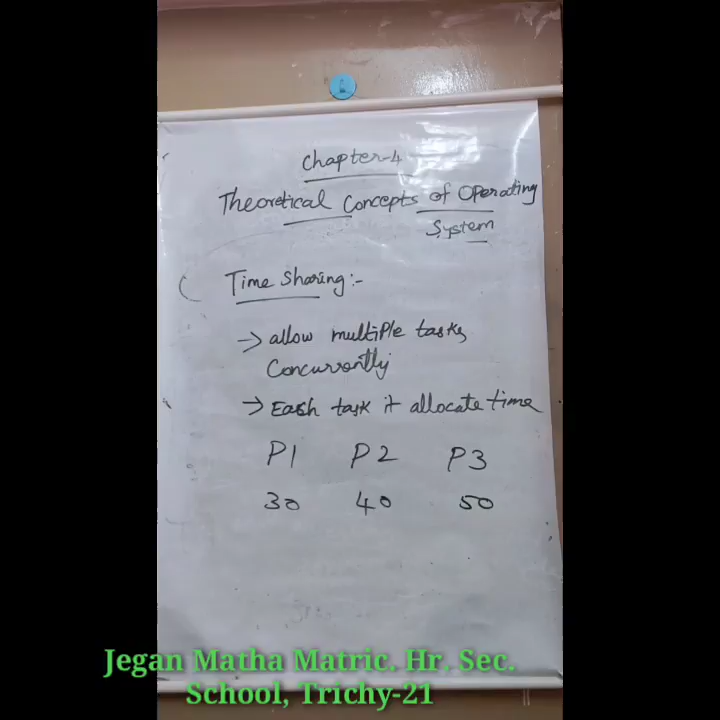 Chapter-4
Theoretical Concepts of Operating
System
Time Sharing:-
→ allow multiple tasks
Concurrently
→ Each task it allocate time
P1 P2 P3
30 40 50
Jegan Matha Matric. Hr. Sec.
School, Trichy-21